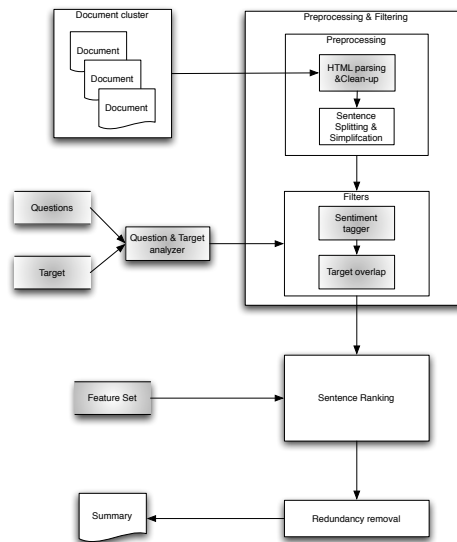 Document cluster
Document
Document
Document
Preprocessing & Filtering
Preprocessing
HTML parsing
&Clean-up
Sentence
Splitting &
Simplifcation
Filters
Sentiment
tagger
Target overlap
Questions
Target
Question & Target
analyzer
Feature Set
Sentence Ranking
Summary
Redundancy removal